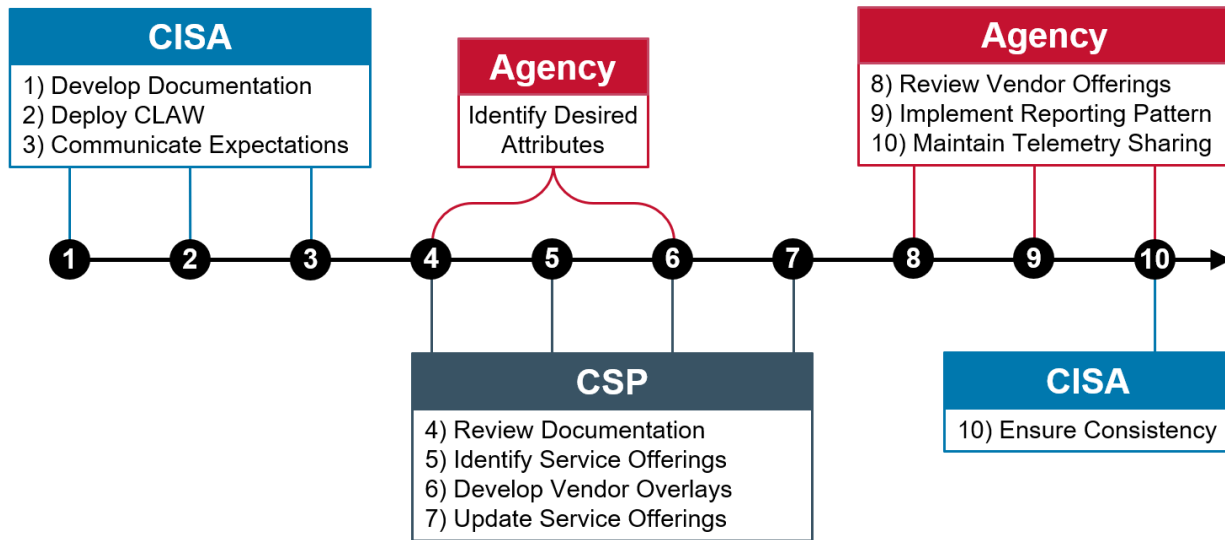 CISA
1) Develop Documentation
2) Deploy CLAW
3) Communicate Expectations
Agency
Identify Desired
Attributes
Agency
8) Review Vendor Offerings
9) Implement Reporting Pattern
10) Maintain Telemetry Sharing
1 2 3 4 5 6 7 8 9 10
CSP
4) Review Documentation
5) Identify Service Offerings
6) Develop Vendor Overlays
7) Update Service Offerings
CISA
10) Ensure Consistency